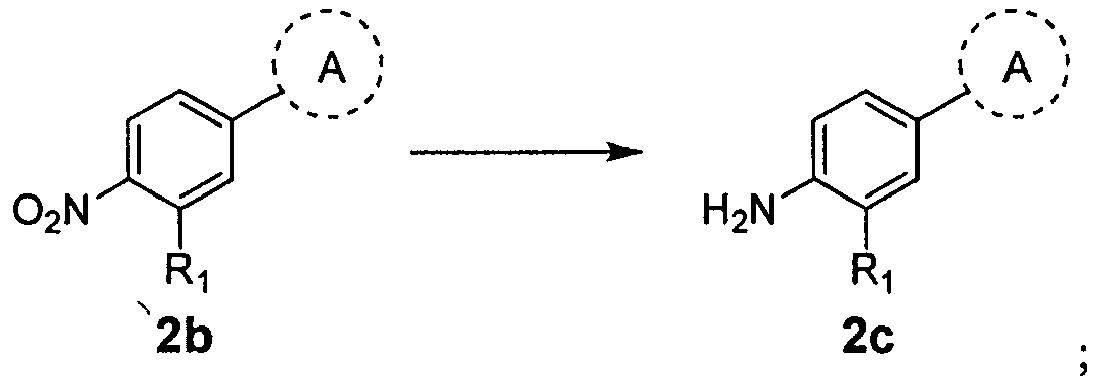 A A
O2N H2N
R1 R1
2b 2c ;